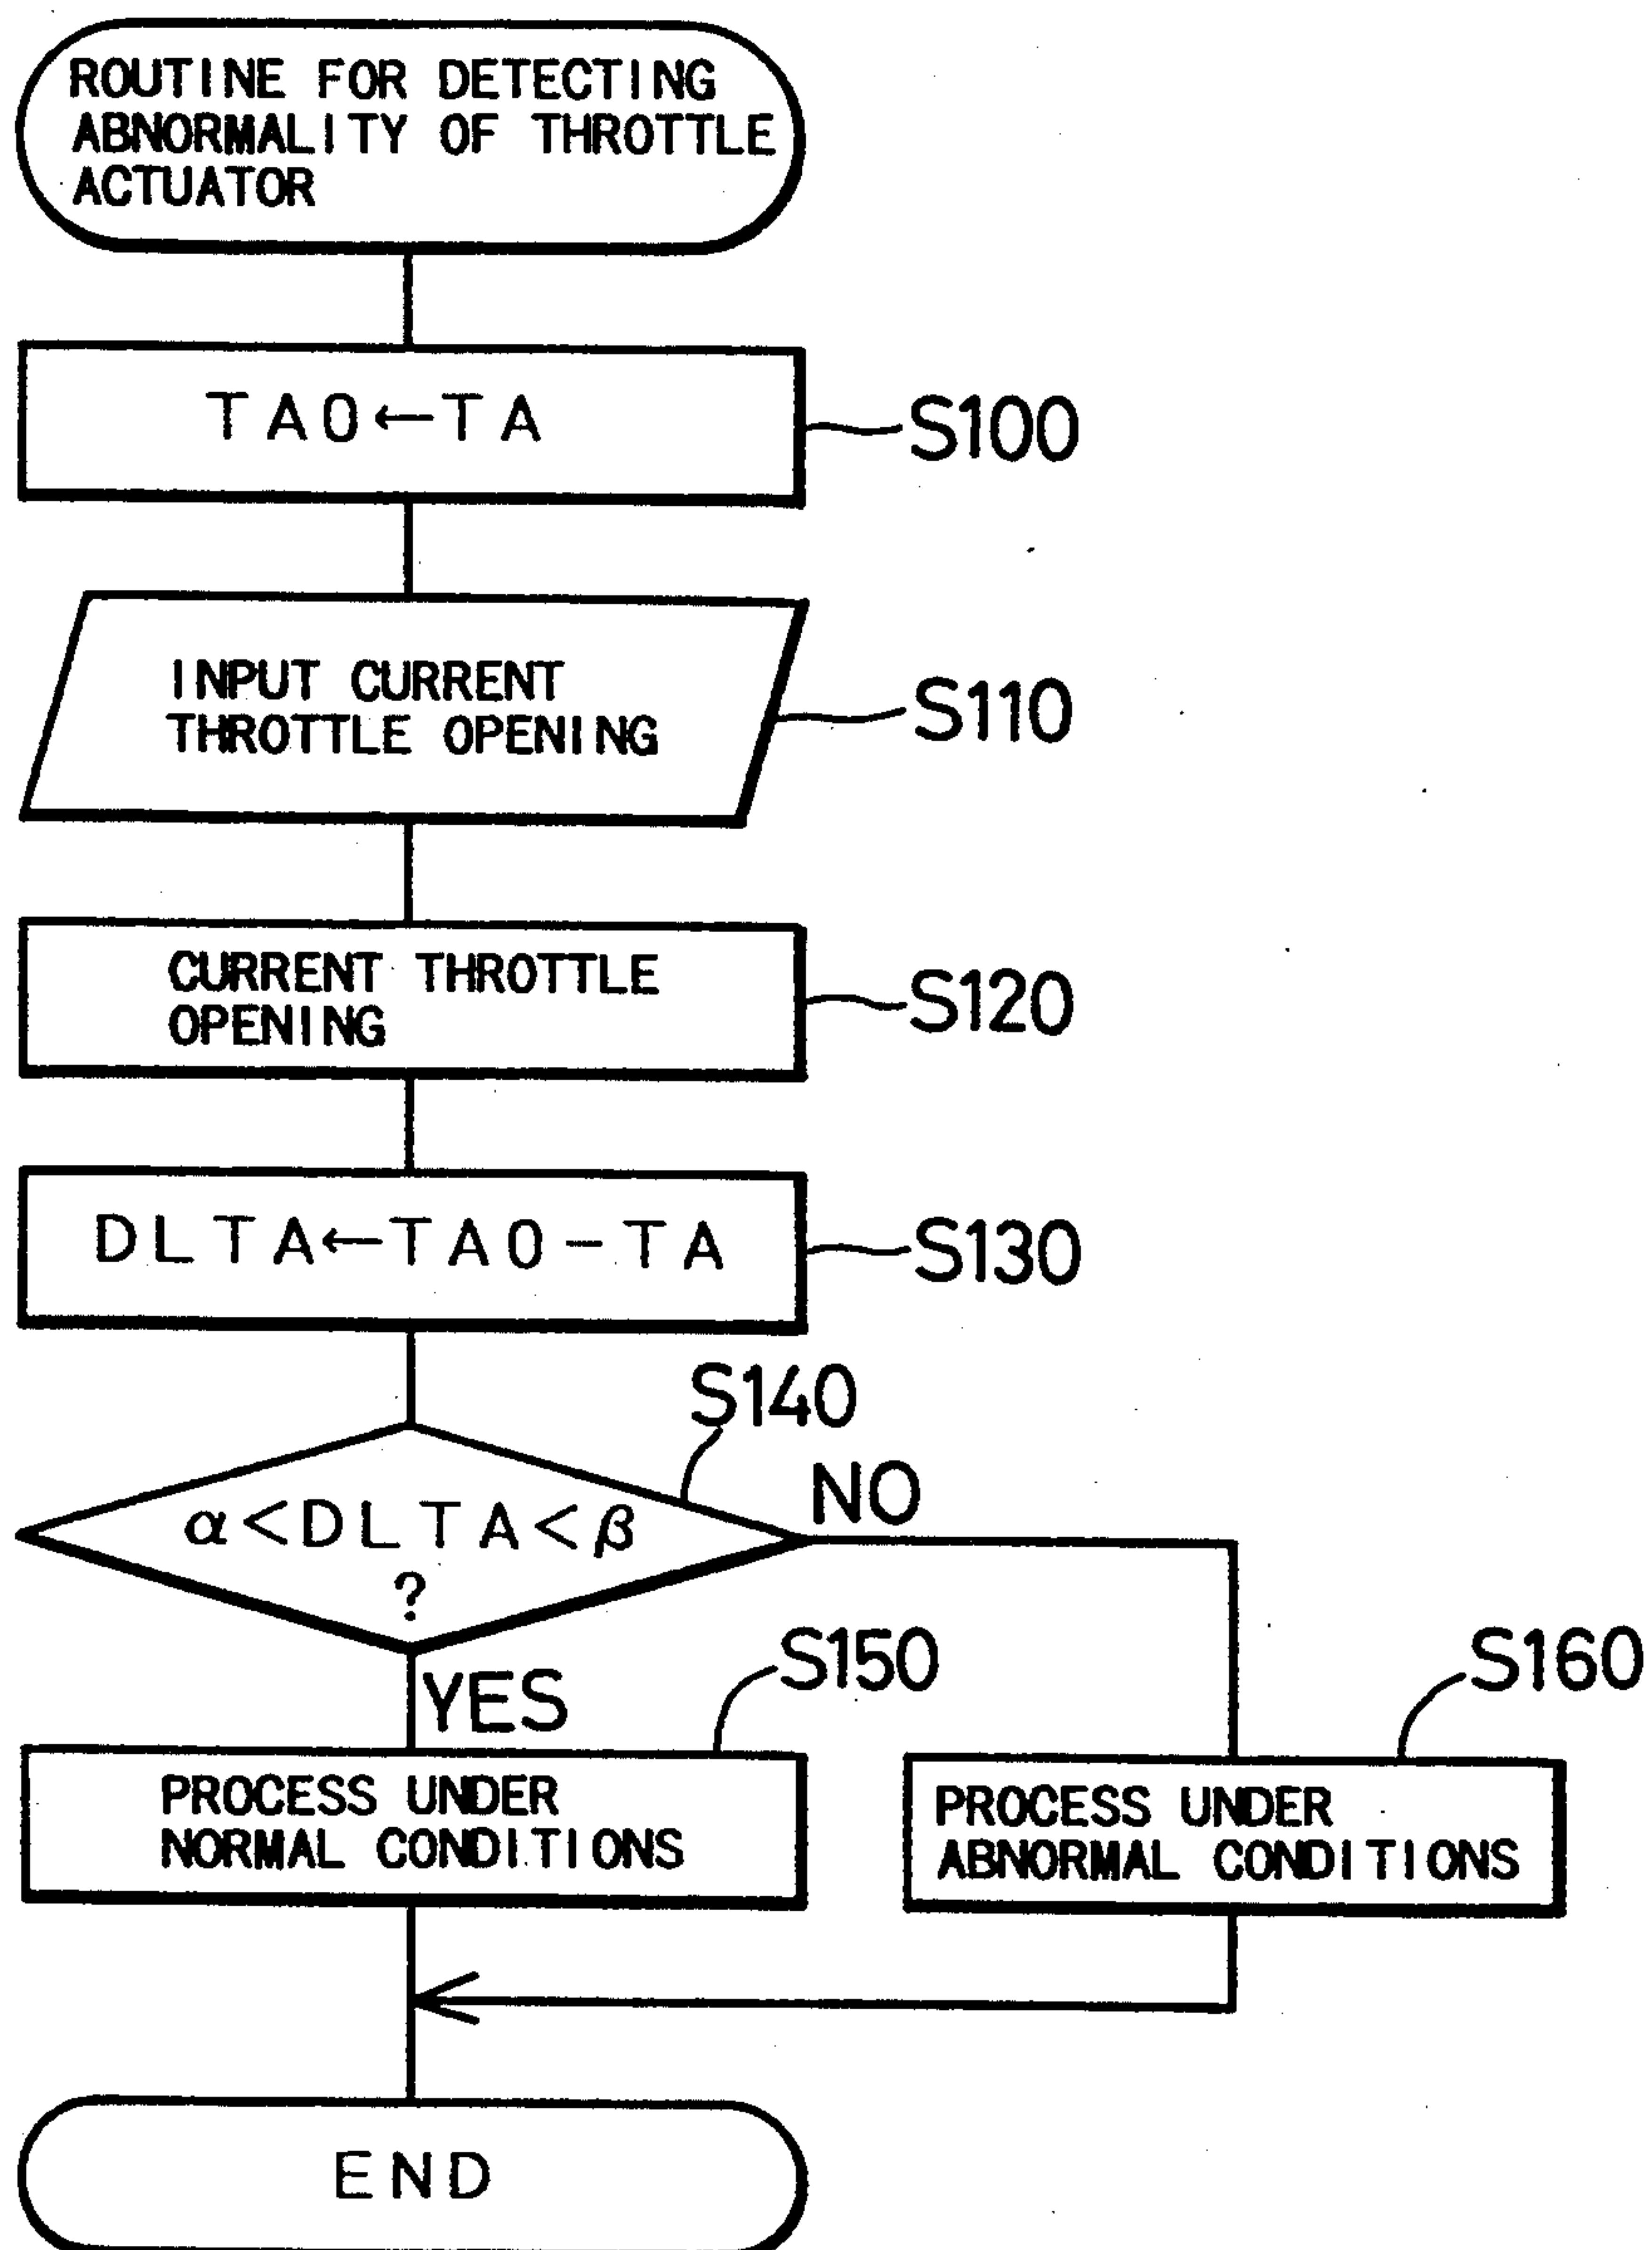 ROUTINE FOR DETECTING
ABNORMALITY OF THROTTLE
ACTUATOR
TA0←TA
S100
INPUT CURRENT
THROTTLE OPENING
S110
CURRENT THROTTLE
OPENING
S120
DLTA←TA0-TA
S130
S140
α<DLTA<β
?
NO
YES
S150
PROCESS UNDER
NORMAL CONDITIONS
S160
PROCESS UNDER
ABNORMAL CONDITIONS
END